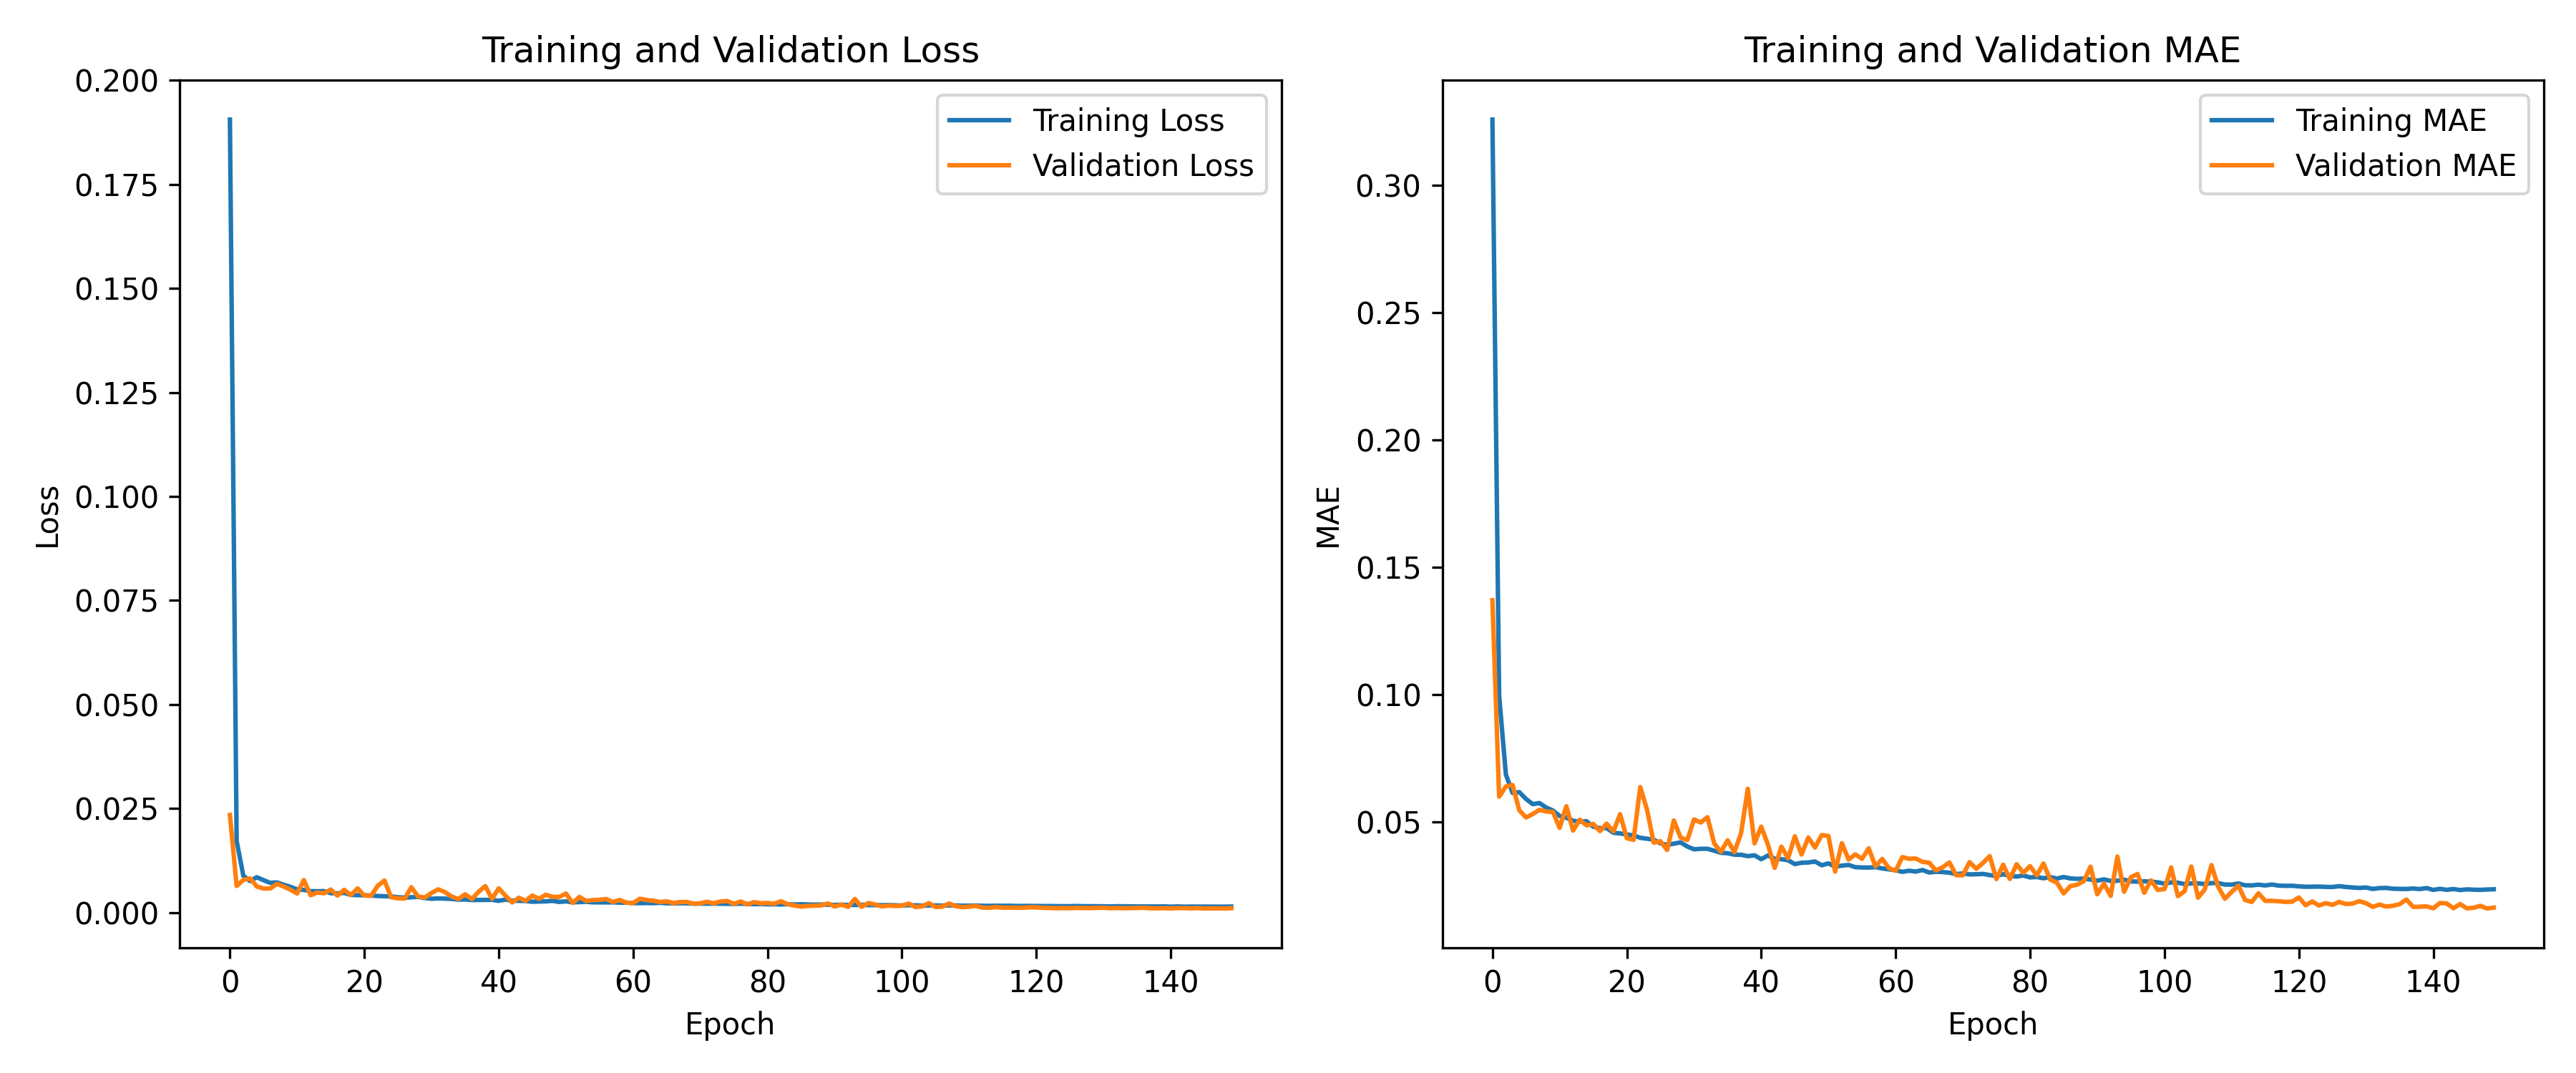 Training and Validation Loss
0.200
0.175
0.150
0.125
0.100
0.075
0.050
0.025
0.000
Loss
0 20 40 60 80 100 120 140
Epoch
Training Loss
Validation Loss
Training and Validation MAE
0.30
0.25
0.20
0.15
0.10
0.05
MAE
0 20 40 60 80 100 120 140
Epoch
Training MAE
Validation MAE